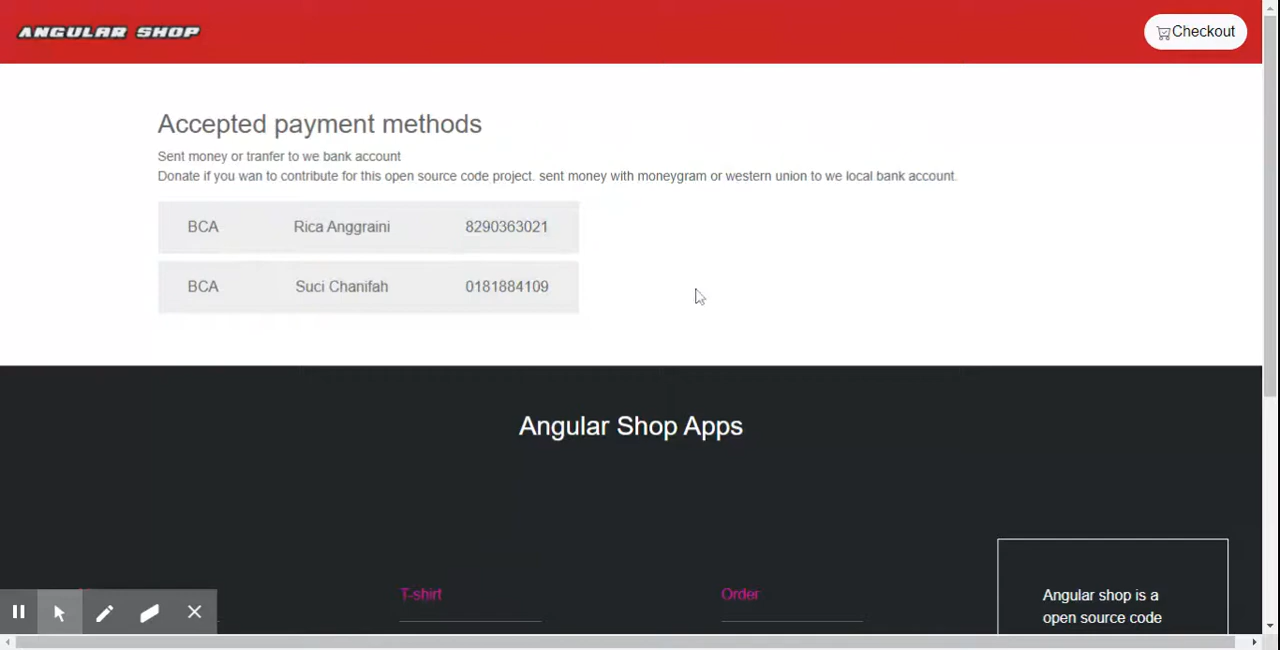 ANGULAR SHOP
Checkout
Accepted payment methods
Sent money or tranfer to we bank account
Donate if you wan to contribute for this open source code project. sent money with moneygram or western union to we local bank account.
BCA Rica Anggraini 8290363021
BCA Suci Chanifah 0181884109
Angular Shop Apps
T-shirt
Order
Angular shop is a
open source code